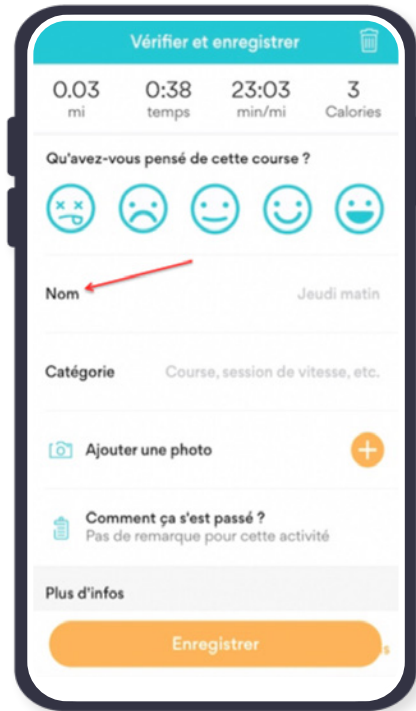 Vérifier et enregistrer
0.03 0:38 23:03 3
mi temps min/mi Calories
Qu'avez-vous pensé de cette course ?
Nom Jeudi matin
Catégorie Course, session de vitesse, etc.
Ajouter une photo
Comment ça s'est passé ?
Pas de remarque pour cette activité
Plus d'infos
Enregistrer